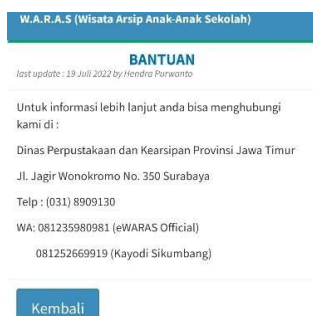 W.A.R.A.S (Wisata Arsip Anak-Anak Sekolah)
BANTUAN
last update : 19 Juli 2022 by Hendra Purwanto
Untuk informasi lebih lanjut anda bisa menghubungi
kami di :
Dinas Perpustakaan dan Kearsipan Provinsi Jawa Timur
Jl. Jagir Wonokromo No. 350 Surabaya
Telp : (031) 8909130
WA: 081235980981 (eWARAS Official)
081252669919 (Kayodi Sikumbang)
Kembali